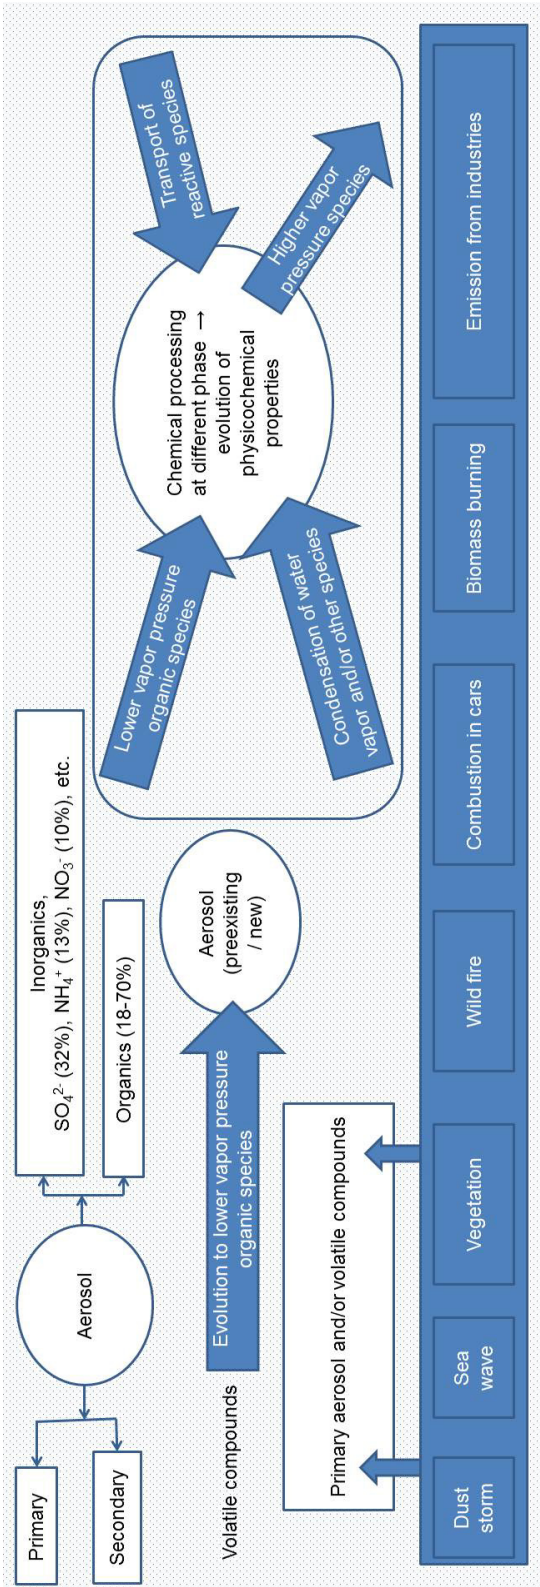 Primary
Secondary
Aerosol
Inorganics,
SO₄²⁻ (32%), NH₄⁺ (13%), NO₃⁻ (10%), etc.
Organics (18-70%)
Volatile compounds
Evolution to lower vapor pressure
organic species
Aerosol
(preexisting
/ new)
Lower vapor pressure
organic species
Condensation of water
vapor and/or other species
Chemical processing
at different phase →
evolution of
physicochemical
properties
Transport of
reactive species
Higher vapor
pressure species
Primary aerosol and/or volatile compounds
Dust
storm
Sea
wave
Vegetation
Wild fire
Combustion in cars
Biomass burning
Emission from industries